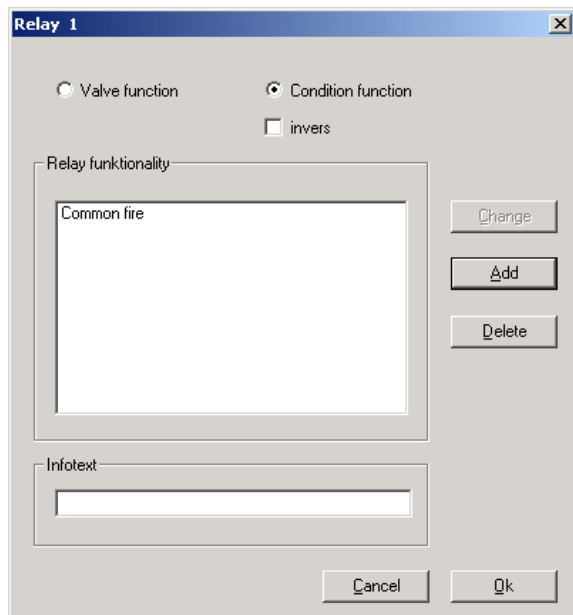 Relay 1
Valve function
Condition function
invers
Relay funktionality
Common fire
Change
Add
Delete
Infotext
Cancel
Ok